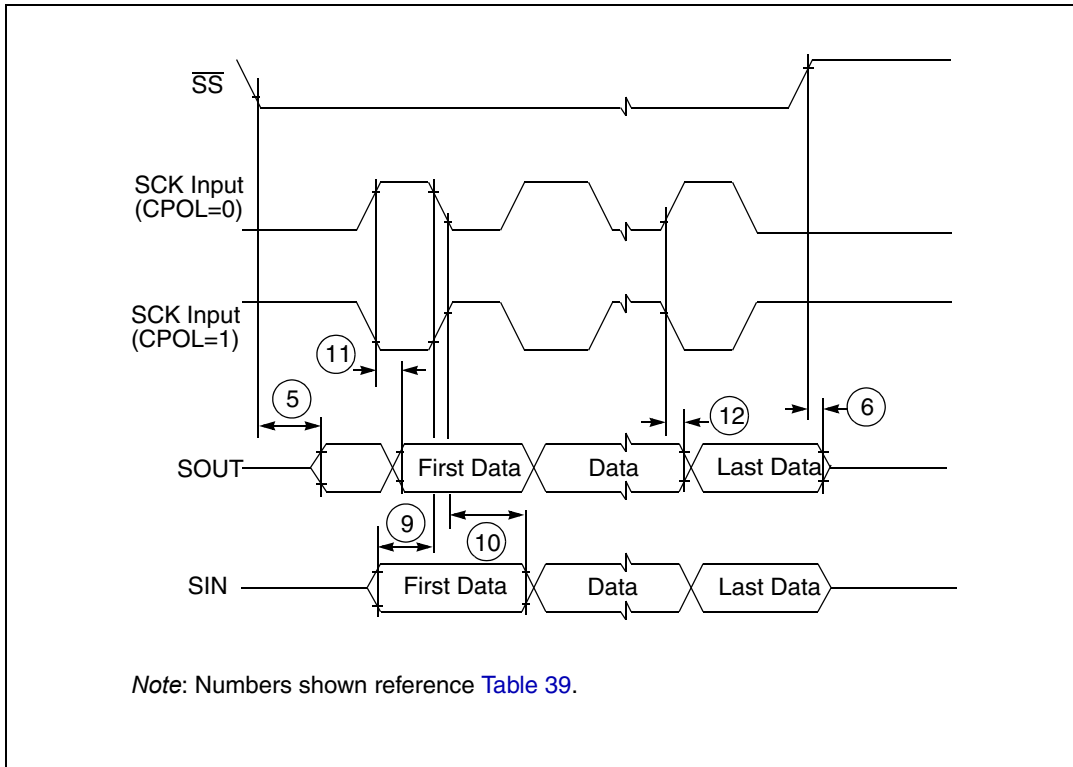 SS
SCK Input
(CPOL=0)
SCK Input
(CPOL=1)
11
5
12
6
SOUT
First Data
Data
Last Data
9
10
SIN
First Data
Data
Last Data
Note: Numbers shown reference Table 39.